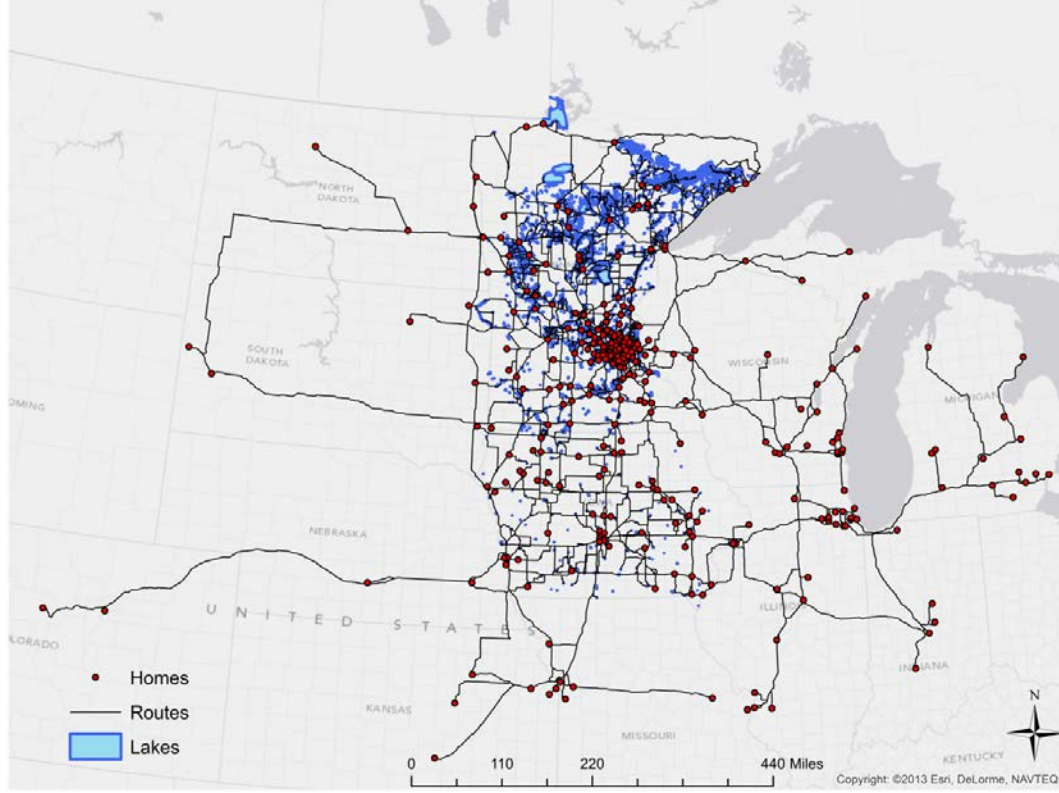 NORTH
DAKOTA
SOUTH
DAKOTA
WISCONSIN
MICHIGAN
OMING
NEBRASKA
UNITED STATES
ILLINOIS
OLORADO
INDIANA
KANSAS
MISSOURI
KENTUCKY
Homes
Routes
Lakes
N
0 110 220 440 Miles
Copyright: ©2013 Esri, DeLorme, NAVTEQ